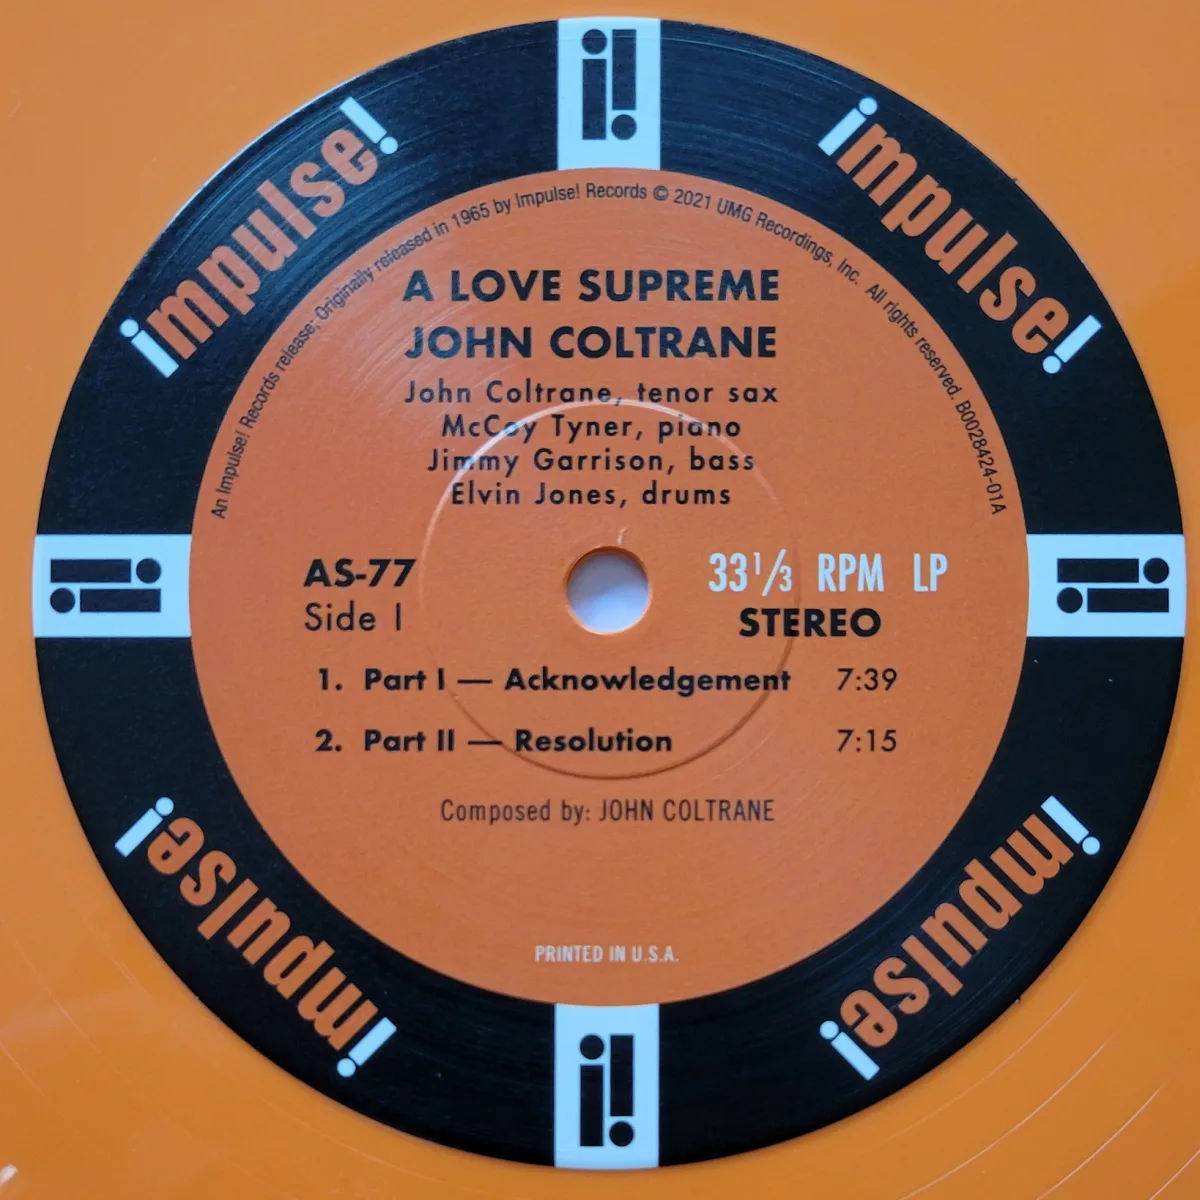 impulse!
impulse!
An Impulse! Records release; Originally released in 1965 by Impulse! Records © 2021 UMG Recordings, Inc. All rights reserved. B0028424-01A
A LOVE SUPREME
JOHN COLTRANE
John Coltrane, tenor sax
McCoy Tyner, piano
Jimmy Garrison, bass
Elvin Jones, drums
AS-77
Side I
33 1/3 RPM LP
STEREO
1. Part I — Acknowledgement 7:39
2. Part II — Resolution 7:15
Composed by: JOHN COLTRANE
PRINTED IN U.S.A.
impulse!
impulse!